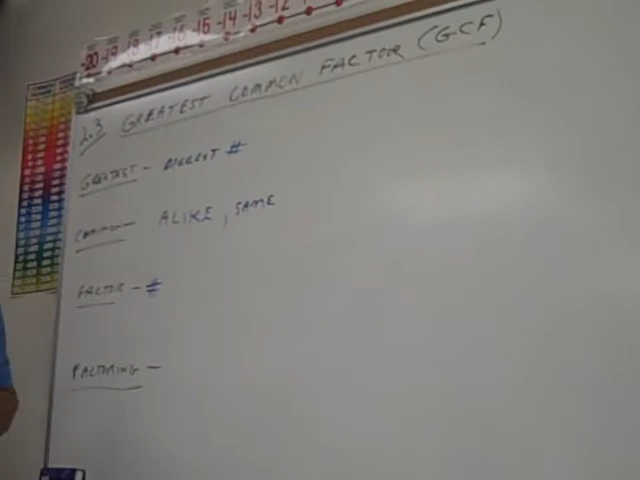 -20 -19 -18 -17 -16 -15 -14 -13 -12
2.3 GREATEST COMMON FACTOR (GCF)
GREATEST - BIGGEST #
COMMON - ALIKE, SAME
FACTOR - #
FACTORING -